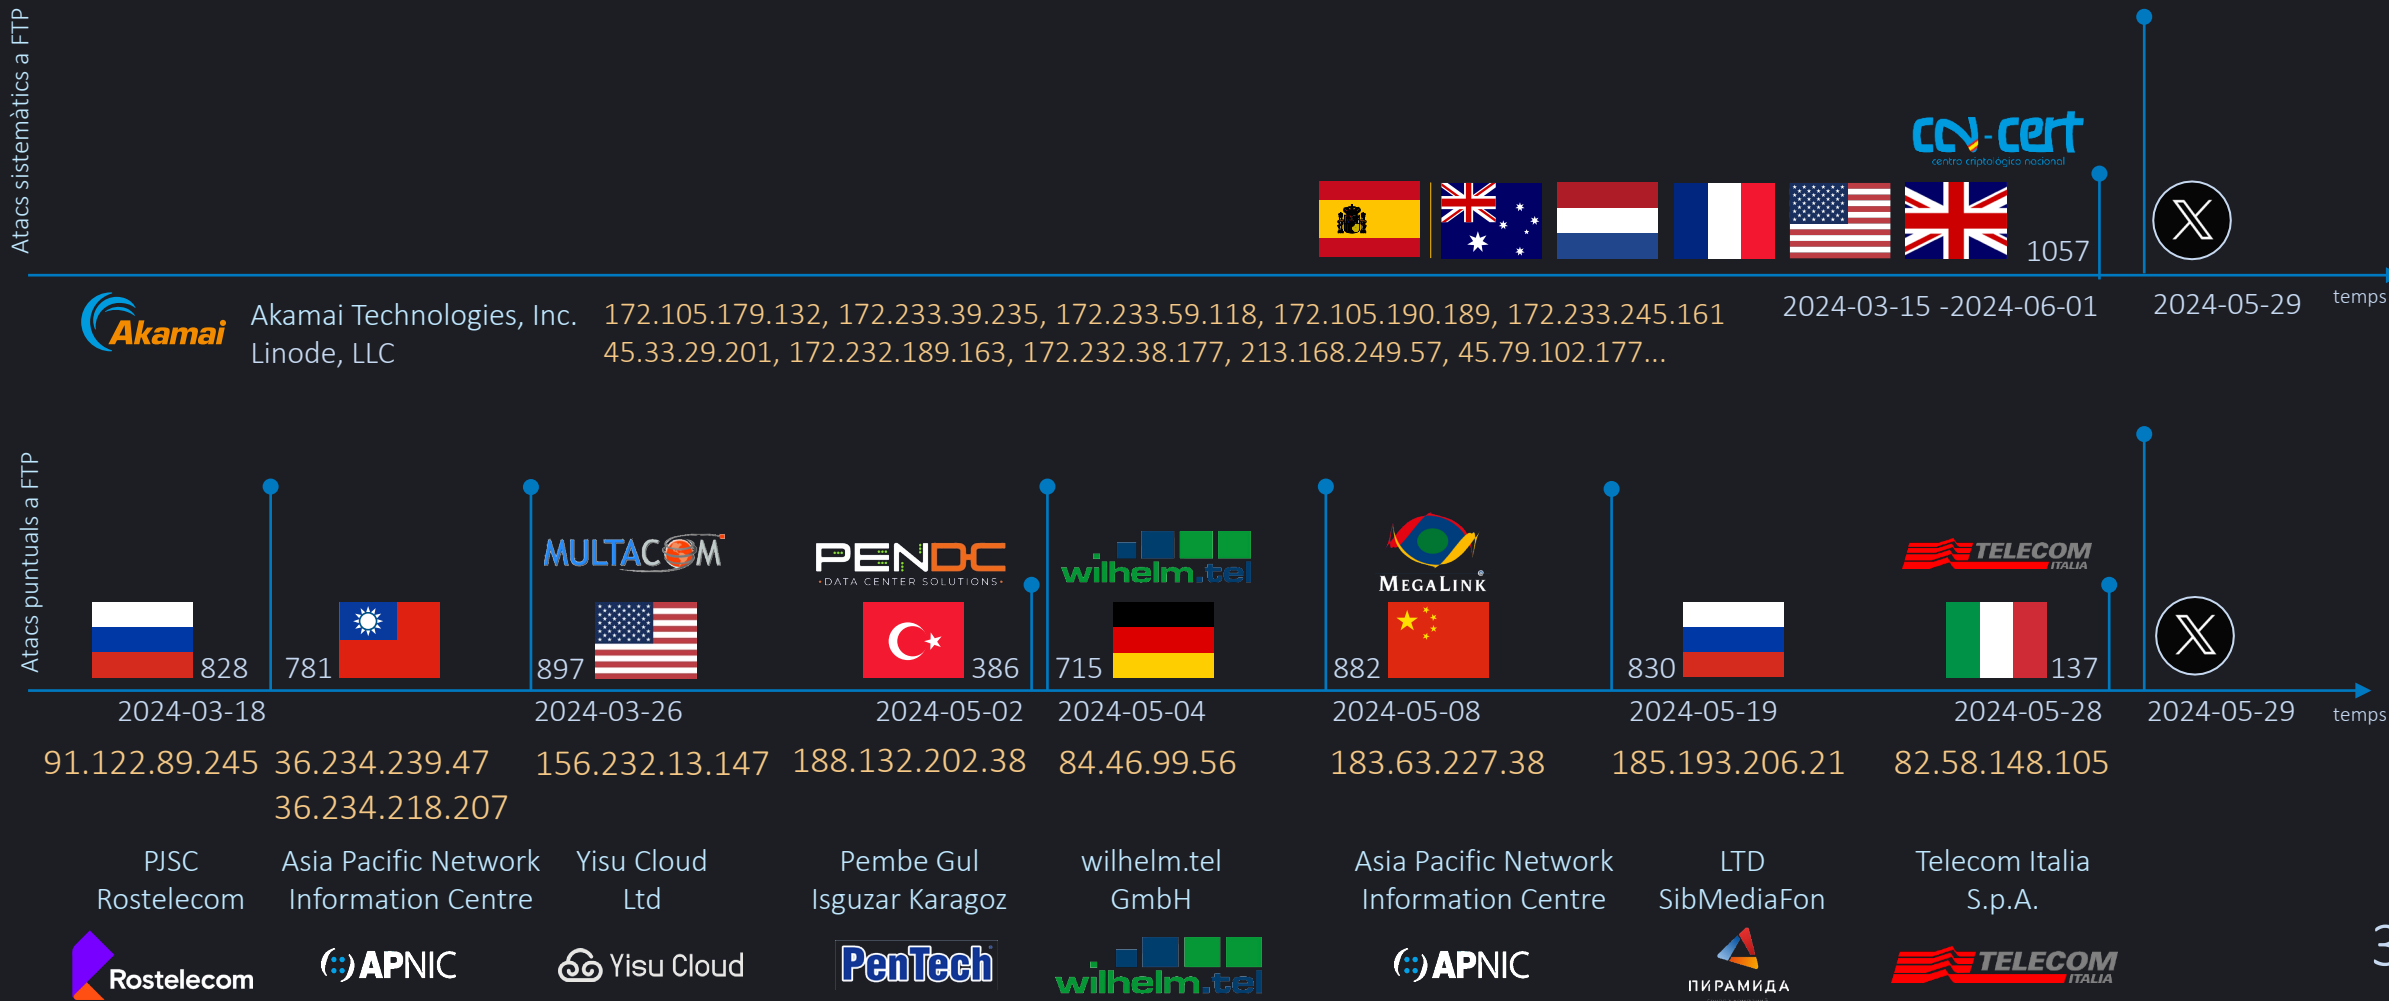 Atacs sistemàtics a FTP
cn-cert
centro criptológico nacional
1057
X
temps
2024-03-15 -2024-06-01
2024-05-29
Akamai
Akamai Technologies, Inc.
Linode, LLC
172.105.179.132, 172.233.39.235, 172.233.59.118, 172.105.190.189, 172.233.245.161
45.33.29.201, 172.232.189.163, 172.232.38.177, 213.168.249.57, 45.79.102.177...
Atacs puntuals a FTP
MULTACOM
PENDC
·DATA CENTER SOLUTIONS·
wilhelm.tel
MEGALINK®
TELECOM
ITALIA
828
781
897
386
715
882
830
137
X
2024-03-18
2024-03-26
2024-05-02
2024-05-04
2024-05-08
2024-05-19
2024-05-28
2024-05-29
temps
91.122.89.245
36.234.239.47
36.234.218.207
156.232.13.147
188.132.202.38
84.46.99.56
183.63.227.38
185.193.206.21
82.58.148.105
PJSC
Rostelecom
Asia Pacific Network
Information Centre
Yisu Cloud
Ltd
Pembe Gul
Isguzar Karagoz
wilhelm.tel
GmbH
Asia Pacific Network
Information Centre
LTD
SibMediaFon
Telecom Italia
S.p.A.
Rostelecom
APNIC
Yisu Cloud
PenTech
wilhelm.tel
APNIC
ПИРАМИДА
TELECOM
ITALIA
3